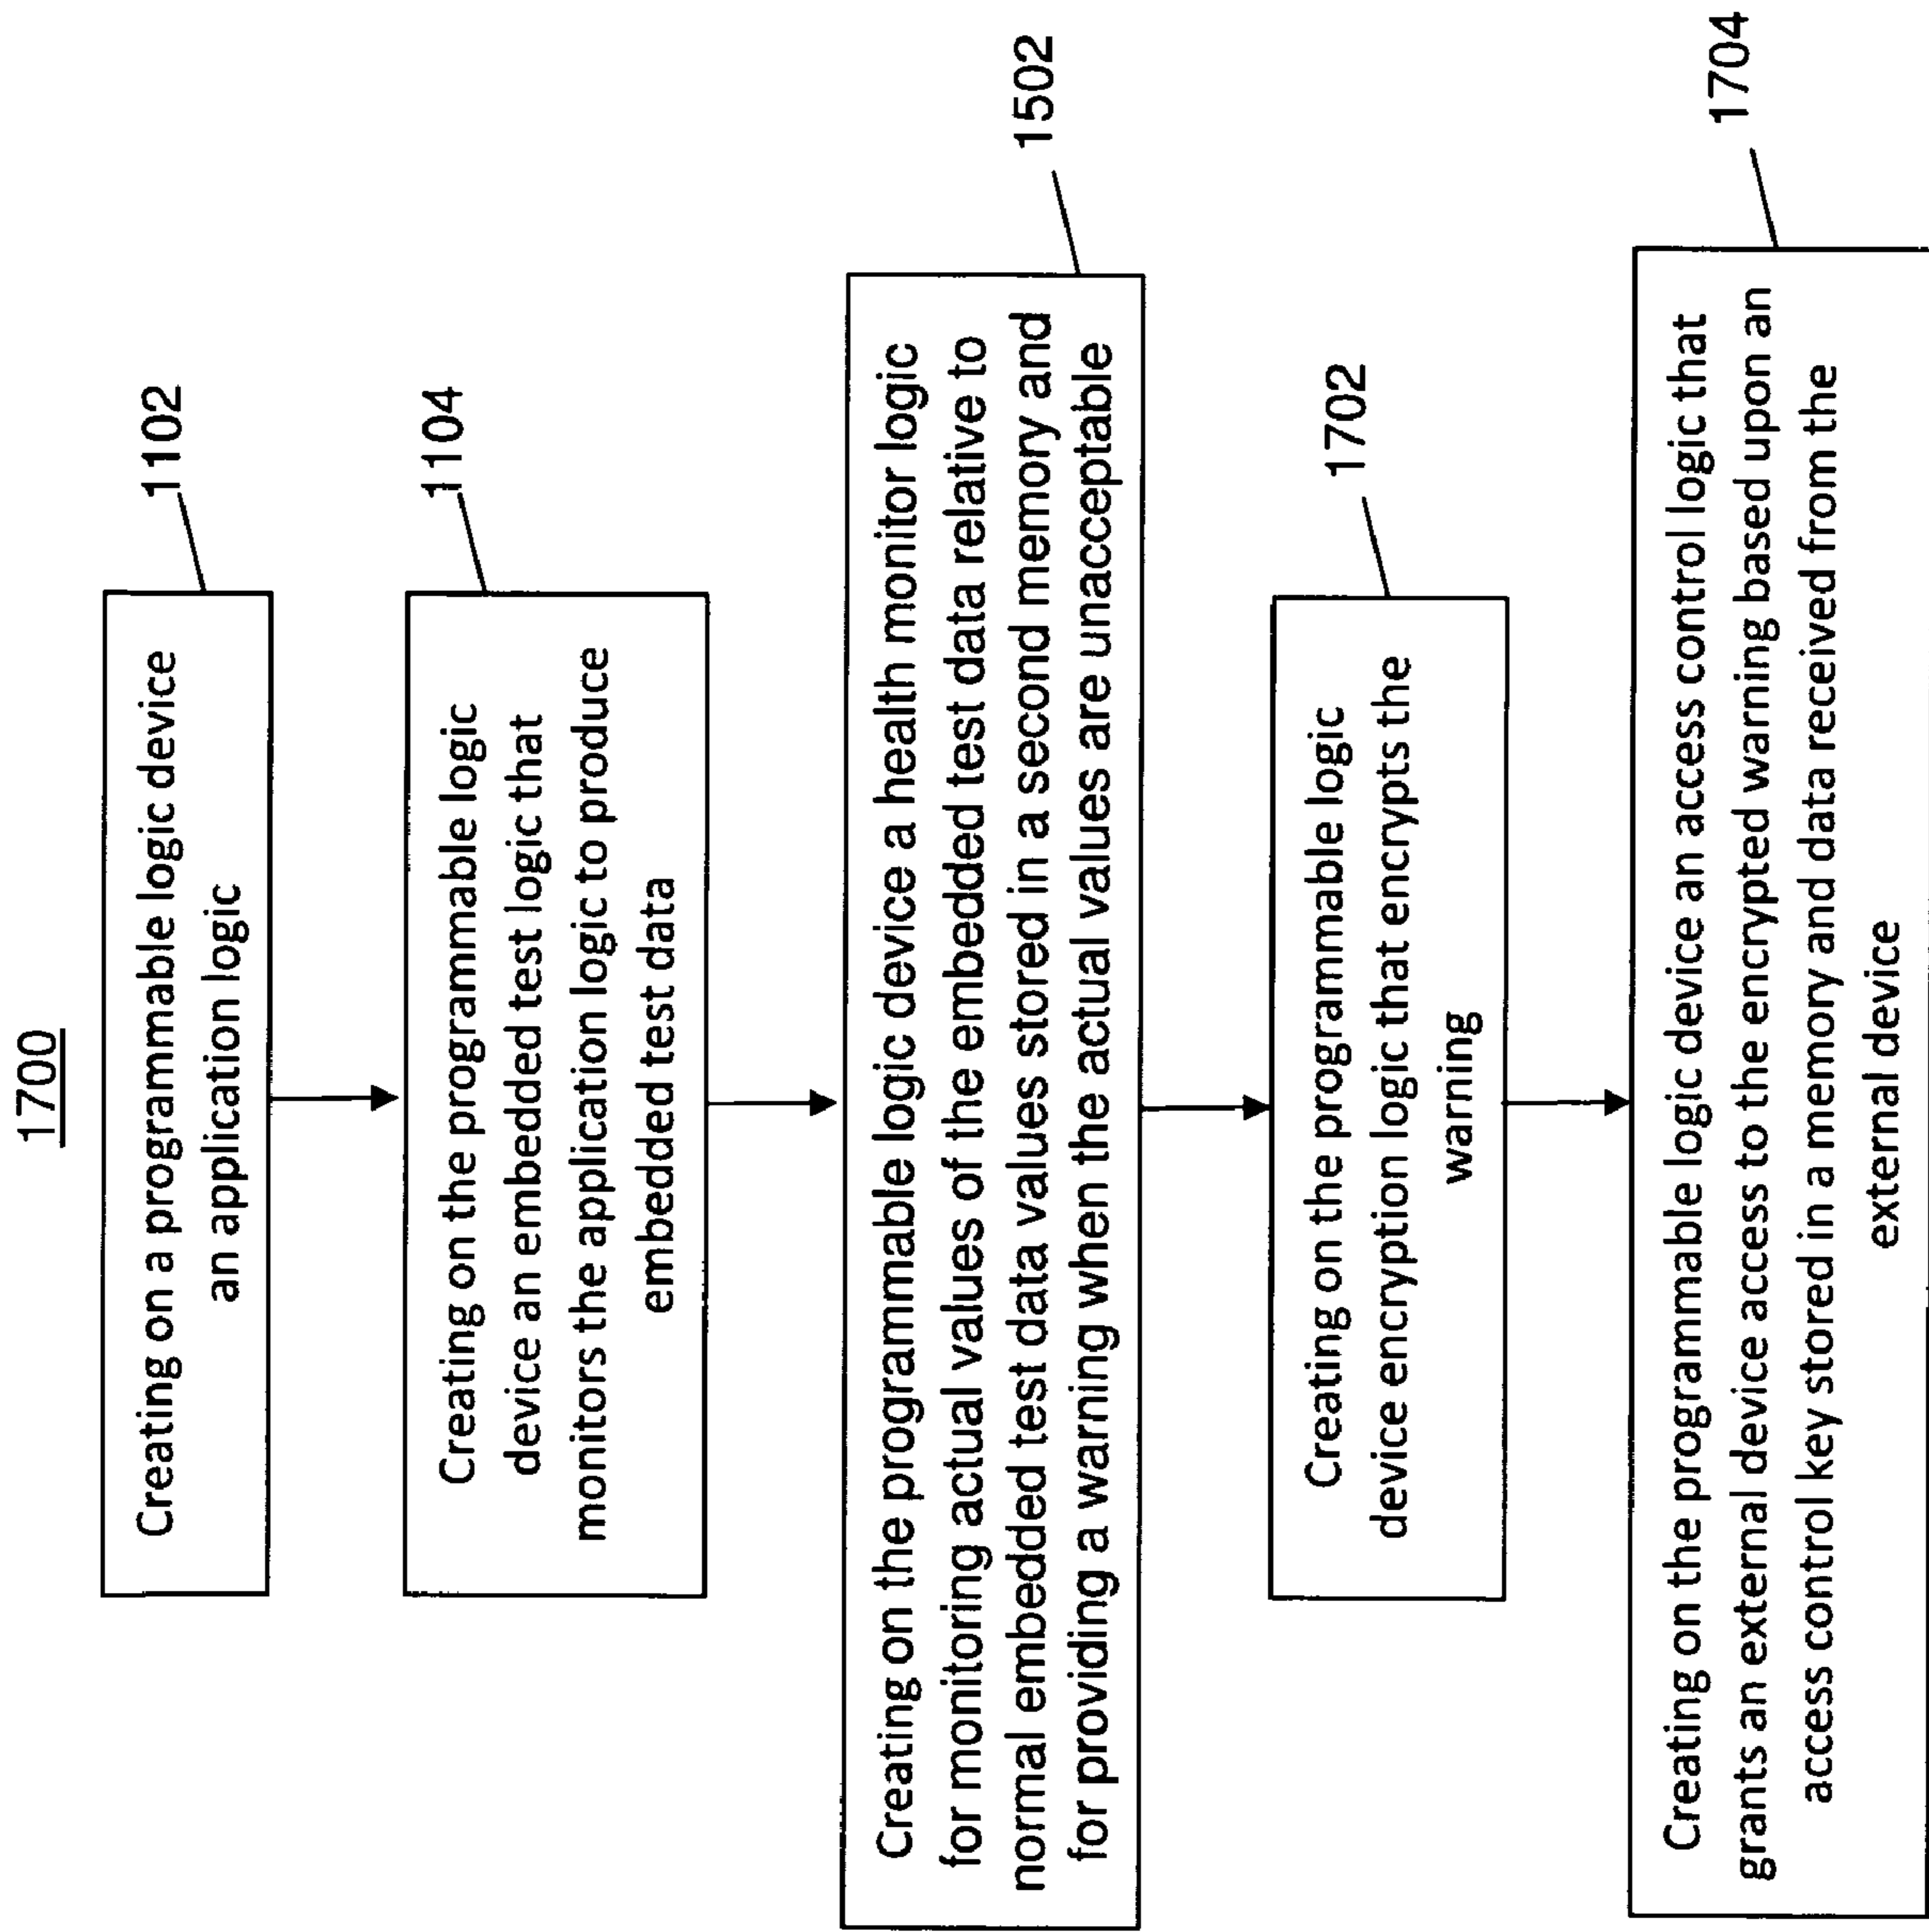 1700
Creating on a programmable logic device
an application logic
1102
Creating on the programmable logic
device an embedded test logic that
monitors the application logic to produce
embedded test data
1104
Creating on the programmable logic device a health monitor logic
for monitoring actual values of the embedded test data relative to
normal embedded test data values stored in a second memory and
for providing a warning when the actual values are unacceptable
1502
Creating on the programmable logic
device encryption logic that encrypts the
warning
1702
Creating on the programmable logic device an access control logic that
grants an external device access to the encrypted warning based upon an
access control key stored in a memory and data received from the
external device
1704